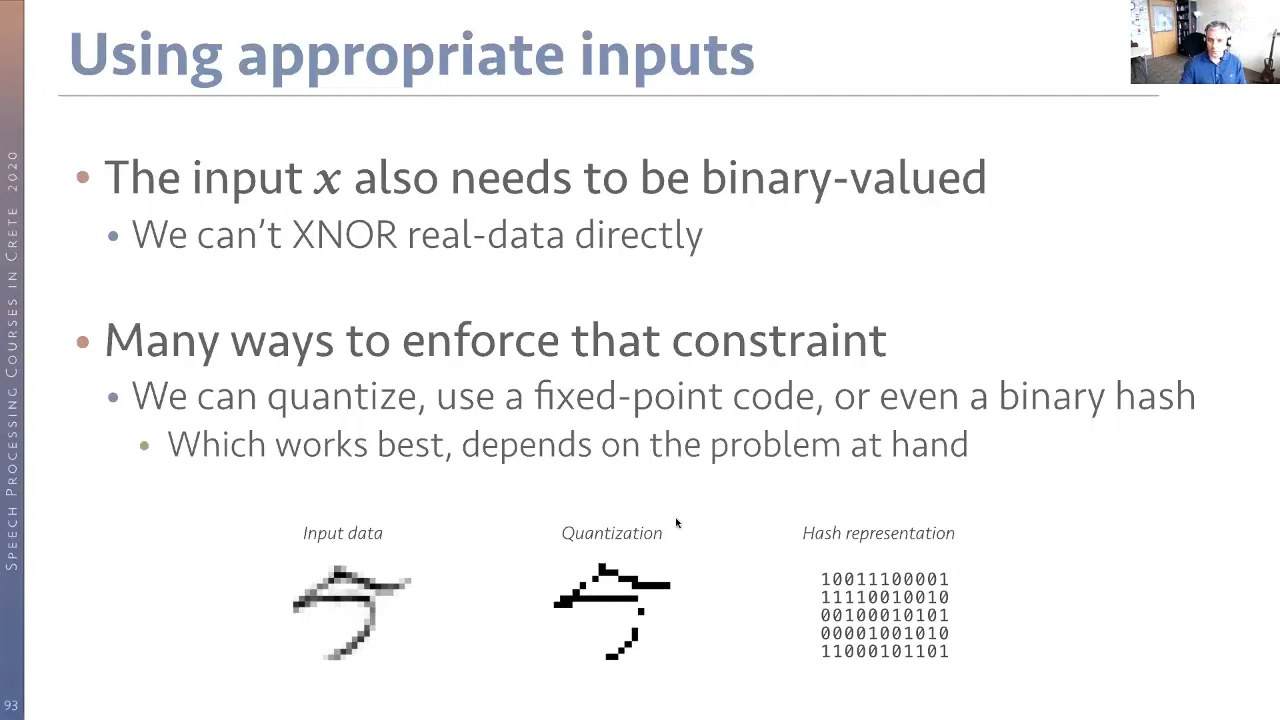 Using appropriate inputs
• The input x also needs to be binary-valued
• We can't XNOR real-data directly
• Many ways to enforce that constraint
• We can quantize, use a fixed-point code, or even a binary hash
• Which works best, depends on the problem at hand
Input data
Quantization
Hash representation
10011100001
11110010010
00100010101
00001001010
11000101101
Speech Processing Courses in Crete 2020
93